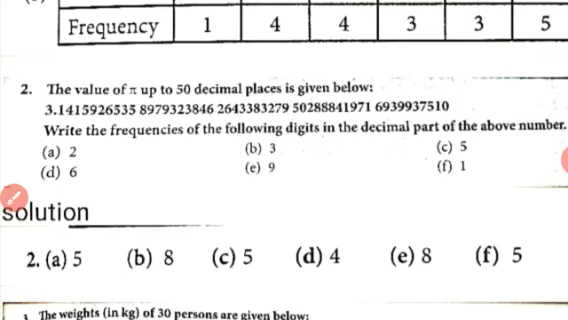 Frequency 1 4 4 3 3 5
2. The value of π up to 50 decimal places is given below:
3.1415926535 8979323846 2643383279 50288841971 6939937510
Write the frequencies of the following digits in the decimal part of the above number.
(a) 2 (b) 3 (c) 5
(d) 6 (e) 9 (f) 1
solution
2. (a) 5 (b) 8 (c) 5 (d) 4 (e) 8 (f) 5
The weights (in kg) of 30 persons are given below: